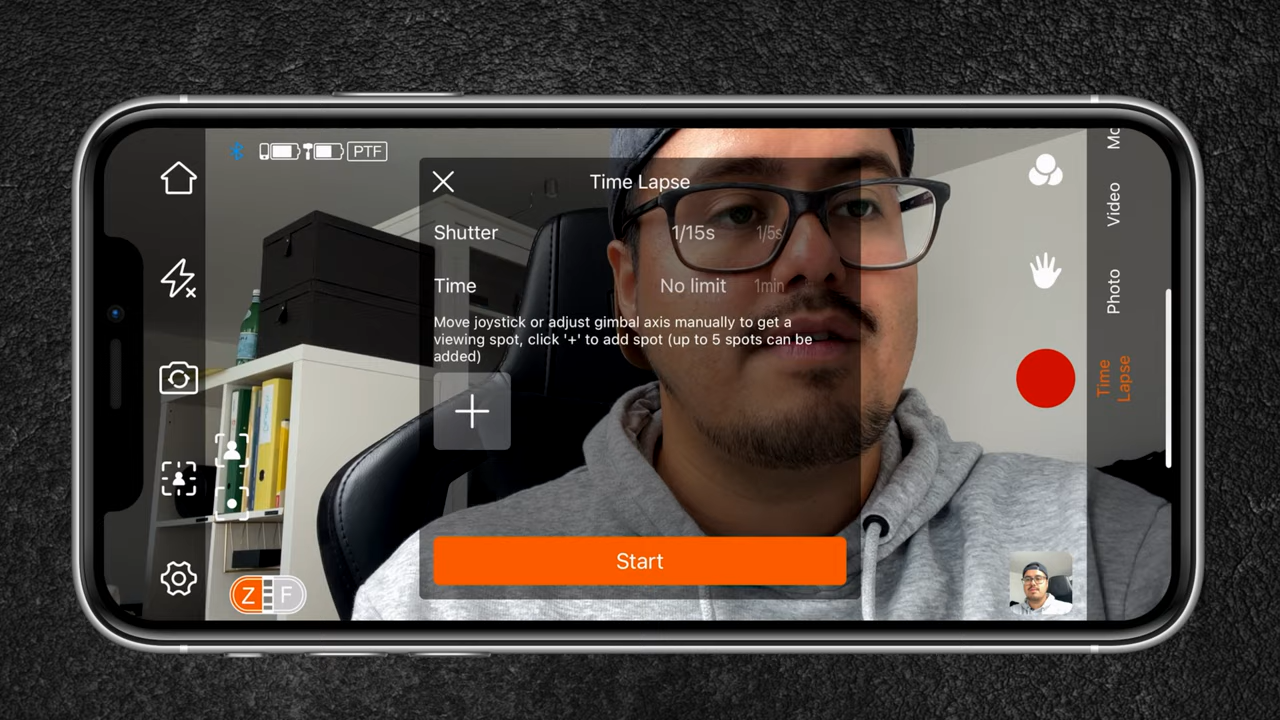 PTF
Time Lapse
Shutter 1/15s 1/5s
Time No limit 1min
Move joystick or adjust gimbal axis manually to get a
viewing spot, click '+' to add spot (up to 5 spots can be
added)
Start
Z F
Mo
Video
Photo
Time
Lapse